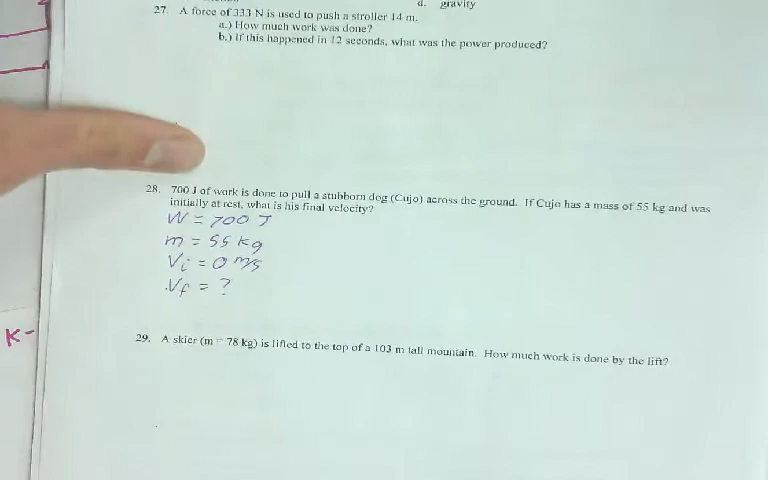 d. gravity
27. A force of 333 N is used to push a stroller 14 m.
a.) How much work was done?
b.) If this happened in 12 seconds, what was the power produced?
28. 700 J of work is done to pull a stubborn dog (Cujo) across the ground. If Cujo has a mass of 55 kg and was
initially at rest, what is his final velocity?
W = 700 J
m = 55 kg
Vi = 0 m/s
Vf = ?
K-
29. A skier (m = 78 kg) is lifted to the top of a 103 m tall mountain. How much work is done by the lift?